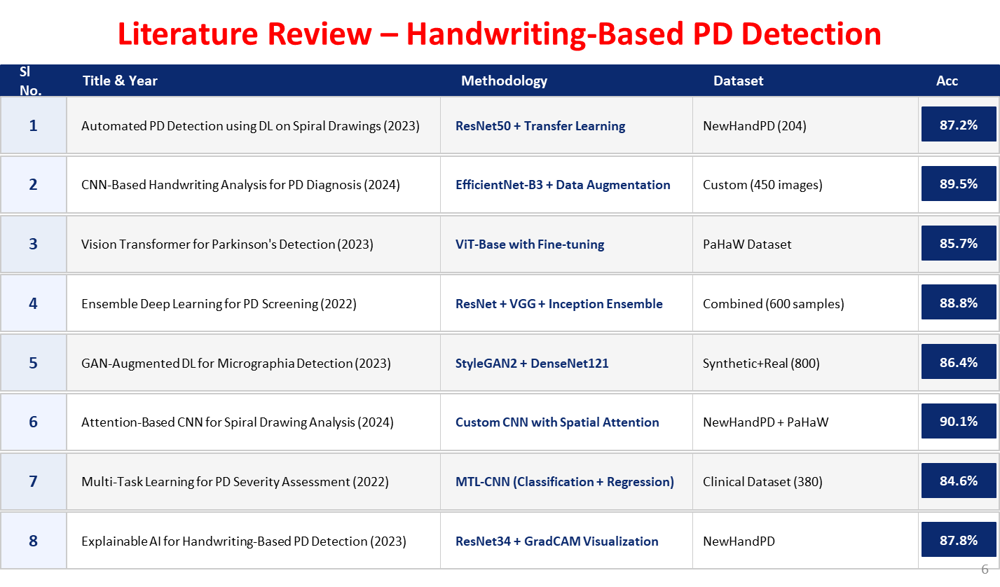 Literature Review – Handwriting-Based PD Detection
Sl
No.
Title & Year
Methodology
Dataset
Acc
1
Automated PD Detection using DL on Spiral Drawings (2023)
ResNet50 + Transfer Learning
NewHandPD (204)
87.2%
2
CNN-Based Handwriting Analysis for PD Diagnosis (2024)
EfficientNet-B3 + Data Augmentation
Custom (450 images)
89.5%
3
Vision Transformer for Parkinson's Detection (2023)
ViT-Base with Fine-tuning
PaHaW Dataset
85.7%
4
Ensemble Deep Learning for PD Screening (2022)
ResNet + VGG + Inception Ensemble
Combined (600 samples)
88.8%
5
GAN-Augmented DL for Micrographia Detection (2023)
StyleGAN2 + DenseNet121
Synthetic+Real (800)
86.4%
6
Attention-Based CNN for Spiral Drawing Analysis (2024)
Custom CNN with Spatial Attention
NewHandPD + PaHaW
90.1%
7
Multi-Task Learning for PD Severity Assessment (2022)
MTL-CNN (Classification + Regression)
Clinical Dataset (380)
84.6%
8
Explainable AI for Handwriting-Based PD Detection (2023)
ResNet34 + GradCAM Visualization
NewHandPD
87.8%
6